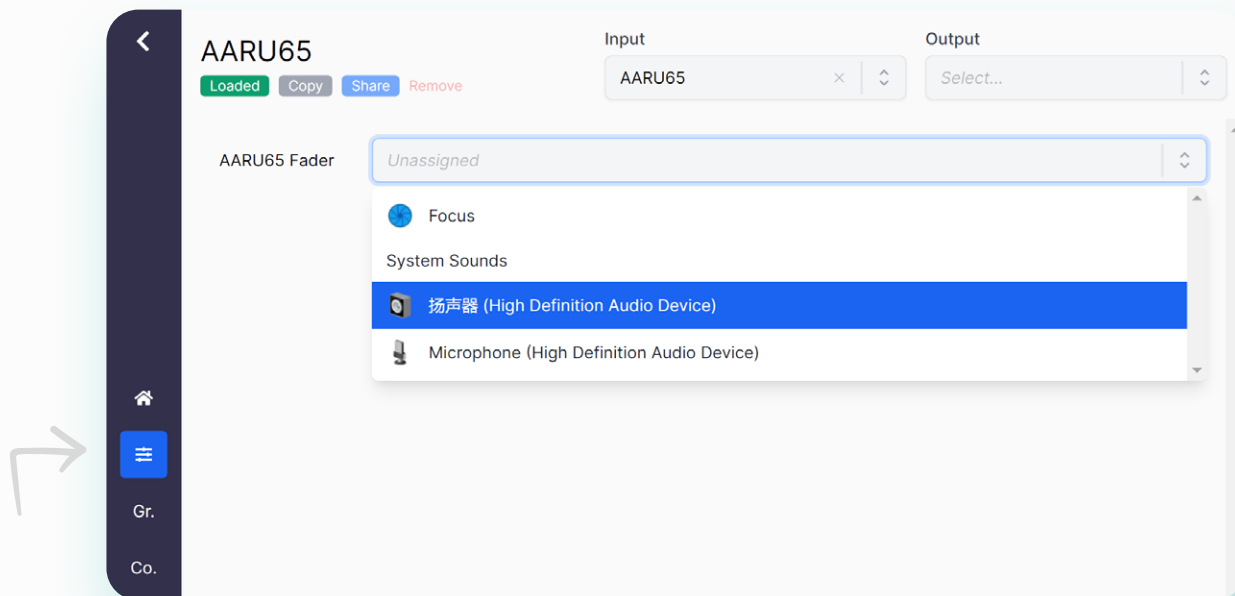 AARU65
Loaded Copy Share Remove
Input
AARU65
Output
Select...
AARU65 Fader
Unassigned
Focus
System Sounds
扬声器 (High Definition Audio Device)
Microphone (High Definition Audio Device)
Gr.
Co.